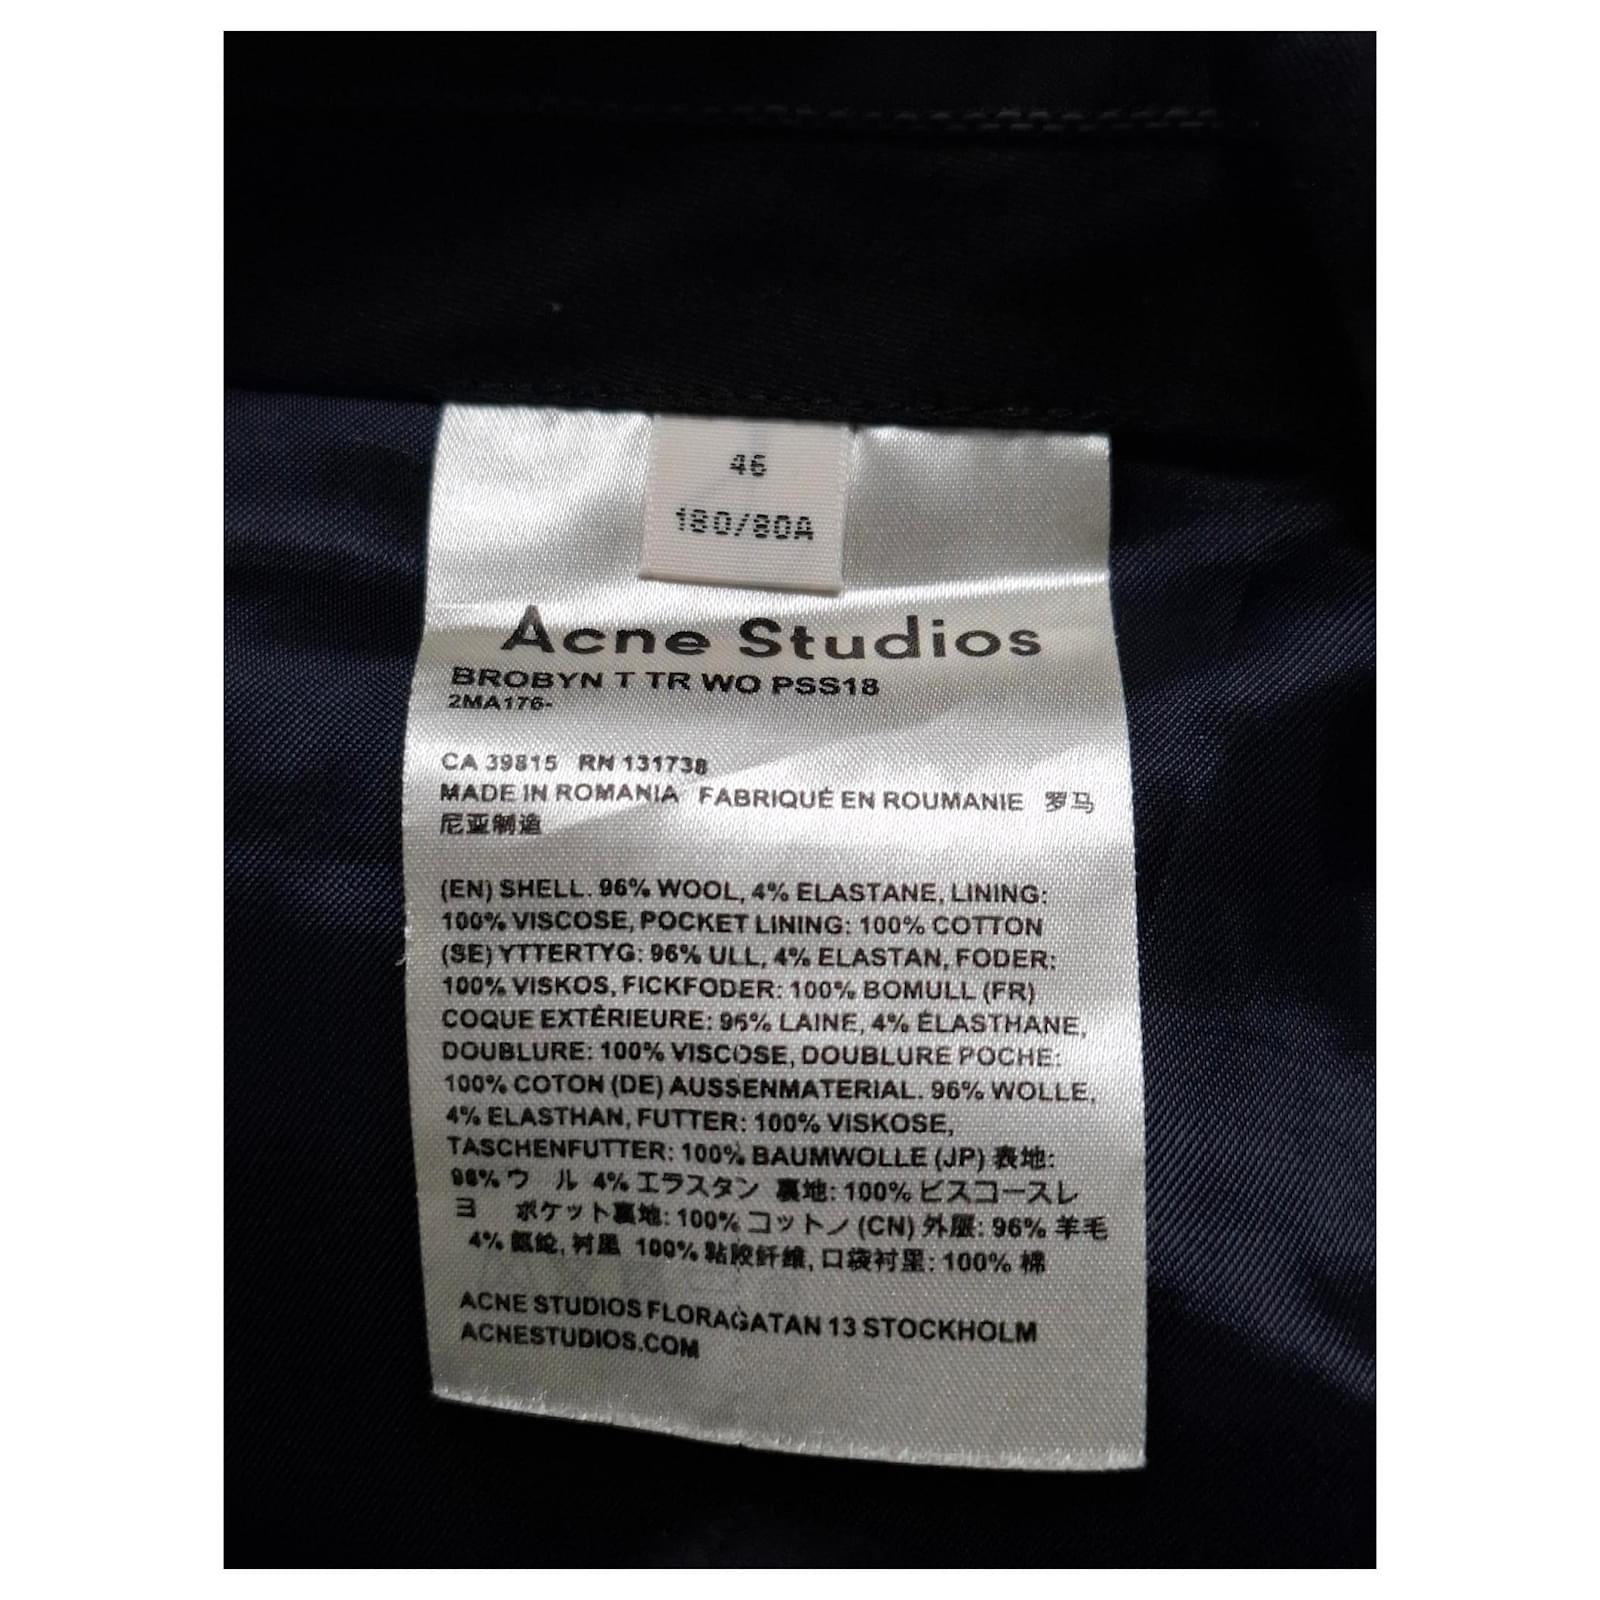 46
180/80A
Acne Studios
BROBYN T TR WO PSS18
2MA176-
CA 39815 RN 131738
MADE IN ROMANIA FABRIQUÉ EN ROUMANIE 罗马
尼亚制造
(EN) SHELL. 96% WOOL, 4% ELASTANE, LINING:
100% VISCOSE, POCKET LINING: 100% COTTON
(SE) YTTERTYG: 96% ULL, 4% ELASTAN, FODER:
100% VISKOS, FICKFODER: 100% BOMULL (FR)
COQUE EXTÉRIEURE: 96% LAINE, 4% ÉLASTHANE,
DOUBLURE: 100% VISCOSE, DOUBLURE POCHE:
100% COTON (DE) AUSSENMATERIAL. 96% WOLLE,
4% ELASTHAN, FUTTER: 100% VISKOSE,
TASCHENFUTTER: 100% BAUMWOLLE (JP) 表地:
96% ウ ル 4% エラスタン 裏地: 100% ビスコースレ
ヨ ポケット裏地: 100% コットノ (CN) 外服: 96% 羊毛
4% 氨纶, 衬里 100% 粘胶纤维, 口袋衬里: 100% 棉
ACNE STUDIOS FLORAGATAN 13 STOCKHOLM
ACNESTUDIOS.COM